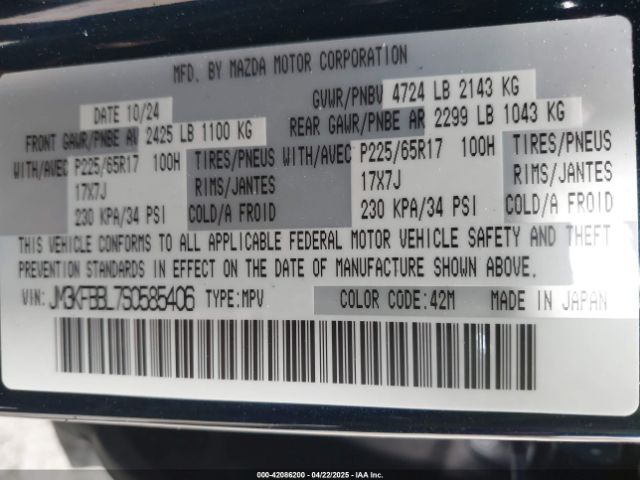 MFD. BY MAZDA MOTOR CORPORATION
DATE 10/24 GVWR/PNBV 4724 LB 2143 KG
FRONT GAWR/PNBE AV 2425 LB 1100 KG REAR GAWR/PNBE AR 2299 LB 1043 KG
WITH/AVEC P225/65R17 100H TIRES/PNEUS WITH/AVEC P225/65R17 100H TIRES/PNEUS
17X7J RIMS/JANTES 17X7J RIMS/JANTES
230 KPA/34 PSI COLD/A FROID 230 KPA/34 PSI COLD/A FROID
THIS VEHICLE CONFORMS TO ALL APPLICABLE FEDERAL MOTOR VEHICLE SAFETY AND THEFT
PREVENTION STANDARDS IN EFFECT ON THE DATE OF MANUFACTURE SHOWN ABOVE.
VIN: JM3KFBBL7S0585406 TYPE:MPV COLOR CODE:42M MADE IN JAPAN
000-42086200 - 04/22/2025 - IAA Inc.